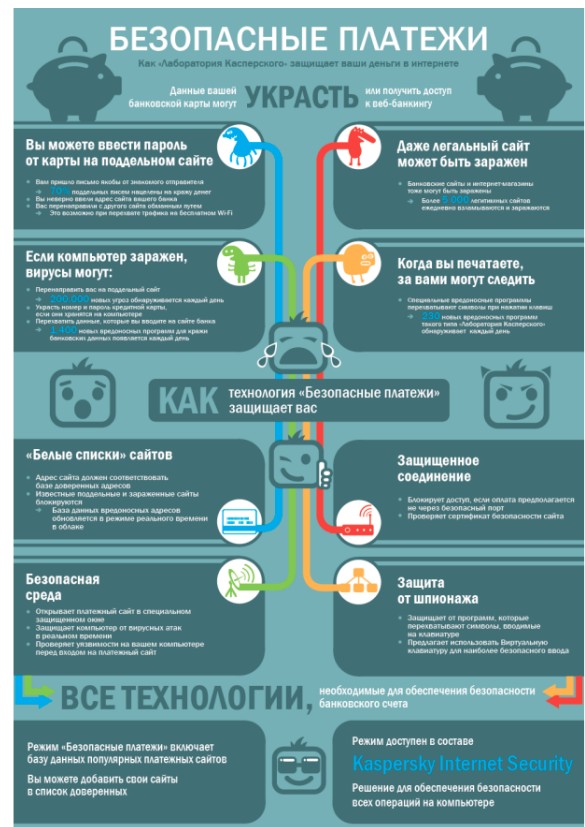 БЕЗОПАСНЫЕ ПЛАТЕЖИ
Как «Лаборатория Касперского» защищает ваши деньги в интернете
Данные вашей
банковской карты могут
УКРАСТЬ
или получить доступ
к веб-банкингу
Вы можете ввести пароль
от карты на поддельном сайте
Вам пришло письмо якобы от знакомого отправителя
70% поддельных писем нацелены на кражу денег
Вы неверно ввели адрес сайта вашего банка
Вас перенаправили с другого сайта обманным путем
Это возможно при перехвате трафика на бесплатном Wi-Fi
Даже легальный сайт
может быть заражен
Банковские сайты и интернет-магазины
тоже могут быть заражены
Более 5 000 легитимных сайтов
ежедневно взламываются и заражаются
Если компьютер заражен,
вирусы могут:
Перенаправить вас на поддельный сайт
200 000 новых угроз обнаруживается каждый день
Украсть номер и пароль кредитной карты,
если они хранятся на компьютере
Перехватить данные, которые вы вводите на сайте банка
1 400 новых вредоносных программ для кражи
банковских данных появляется каждый день
Когда вы печатаете,
за вами могут следить
Специальные вредоносные программы
перехватывают символы при нажатии клавиш
230 новых вредоносных программ
такого типа «Лаборатория Касперского»
обнаруживает каждый день
КАК
технология «Безопасные платежи»
защищает вас
«Белые списки» сайтов
Адрес сайта должен соответствовать
базе доверенных адресов
Известные поддельные и зараженные сайты
блокируются
База данных вредоносных адресов
обновляется в режиме реального времени
в облаке
Защищенное
соединение
Блокирует доступ, если оплата предполагается
не через безопасный порт
Проверяет сертификат безопасности сайта
Безопасная
среда
Открывает платежный сайт в специальном
защищенном окне
Защищает компьютер от вирусных атак
в реальном времени
Проверяет уязвимости на вашем компьютере
перед входом на платежный сайт
Защита
от шпионажа
Защищает от программ, которые
перехватывают символы, вводимые
на клавиатуре
Предлагает использовать Виртуальную
клавиатуру для наиболее безопасного ввода
ВСЕ ТЕХНОЛОГИИ,
необходимые для обеспечения безопасности
банковского счета
Режим «Безопасные платежи» включает
базу данных популярных платежных сайтов
Вы можете добавить свои сайты
в список доверенных
Режим доступен в составе
Kaspersky Internet Security
Решение для обеспечения безопасности
всех операций на компьютере